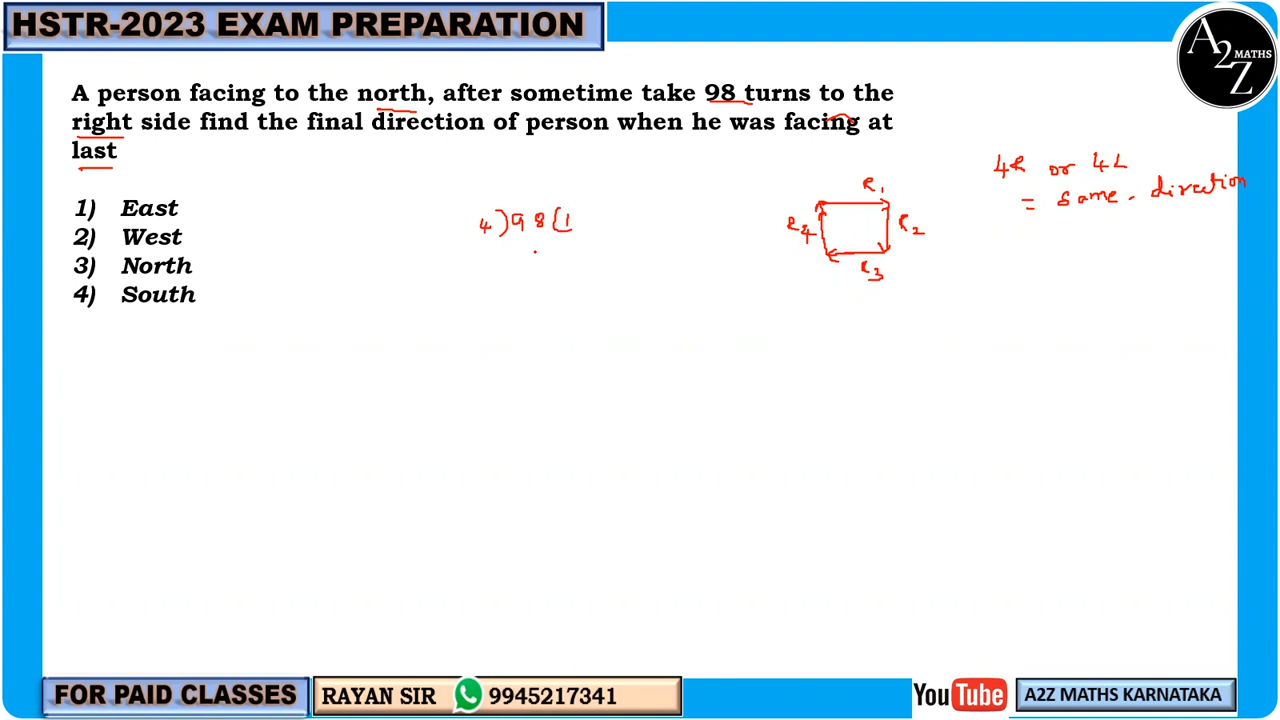 HSTR-2023 EXAM PREPARATION
A2Z MATHS
A person facing to the north, after sometime take 98 turns to the
right side find the final direction of person when he was facing at
last
1) East
2) West
3) North
4) South
4)98(1
R1
R2
R3
R4
4R or 4L
= same direction
FOR PAID CLASSES
RAYAN SIR 9945217341
YouTube
A2Z MATHS KARNATAKA